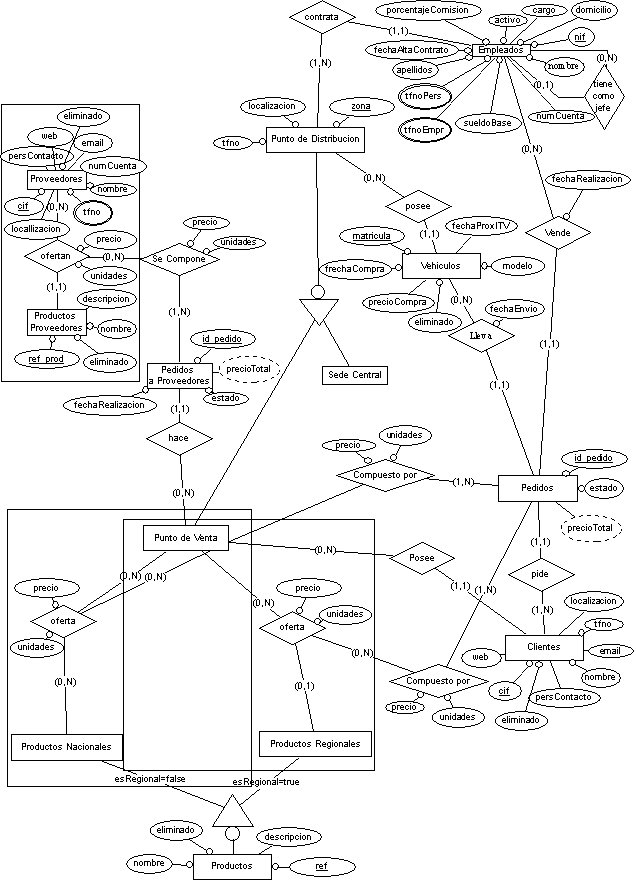 contrata
porcentajeComision
cargo
domicilio
activo
(1,1)
nif
fechaAltaContrato
Empleados
(0,N)
(1,N)
apellidos
nombre
(0,1)
tiene
como
jefe
tfnoPers
numCuenta
tfnoEmpr
sueldoBase
localizacion
zona
tfno
Punto de Distribucion
(0,N)
fechaRealizacion
eliminado
web
email
persContacto
numCuenta
Proveedores
nombre
cif
(0,N)
tfno
locallizacion
(0,N)
posee
Vende
precio
ofertan
(0,N)
unidades
(1,1)
precio
unidades
Se Compone
(1,1)
fechaProxITV
matricula
frechaCompra
Vehiculos
modelo
precioCompra
(0,N)
eliminado
fechaEnvio
Lleva
descripcion
Productos
Proveedores
nombre
ref_prod
eliminado
(1,N)
id_pedido
Pedidos
a Proveedores
precioTotal
fechaRealizacion
estado
(1,1)
hace
(0,N)
Sede Central
(1,1)
(1,1)
precio
unidades
Compuesto por
(1,N)
id_pedido
Pedidos
estado
precioTotal
Punto de Venta
(0,N)
Posee
(1,1)
(1,1)
(1,N)
pide
(1,N)
(0,N)
(0,N)
precio
oferta
unidades
(0,N)
precio
(0,N)
unidades
oferta
(0,N)
(0,1)
localizacion
tfno
Clientes
email
web
nombre
cif
persContacto
eliminado
Compuesto por
precio
unidades
Productos Nacionales
Productos Regionales
esRegional=false
esRegional=true
eliminado
descripcion
nombre
Productos
ref